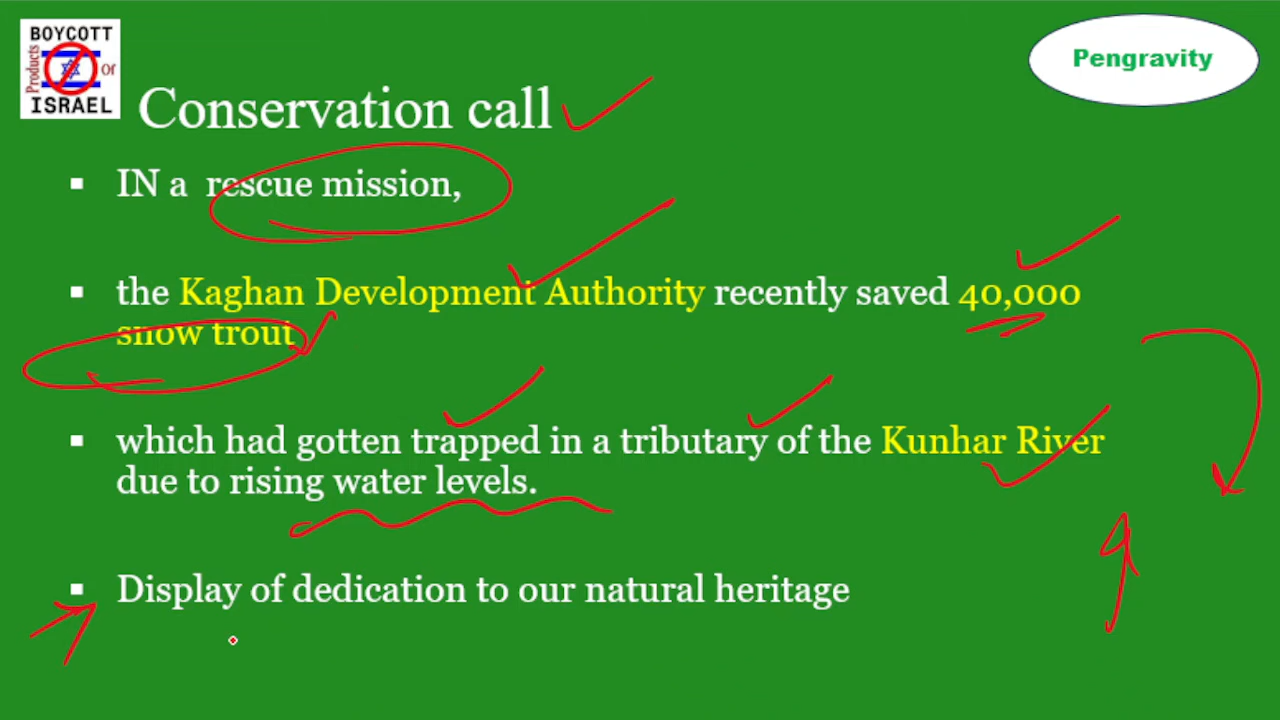 BOYCOTT
Products
or
ISRAEL
Pengravity
Conservation call
▪ IN a rescue mission,
▪ the Kaghan Development Authority recently saved 40,000
snow trout
▪ which had gotten trapped in a tributary of the Kunhar River
due to rising water levels.
▪ Display of dedication to our natural heritage